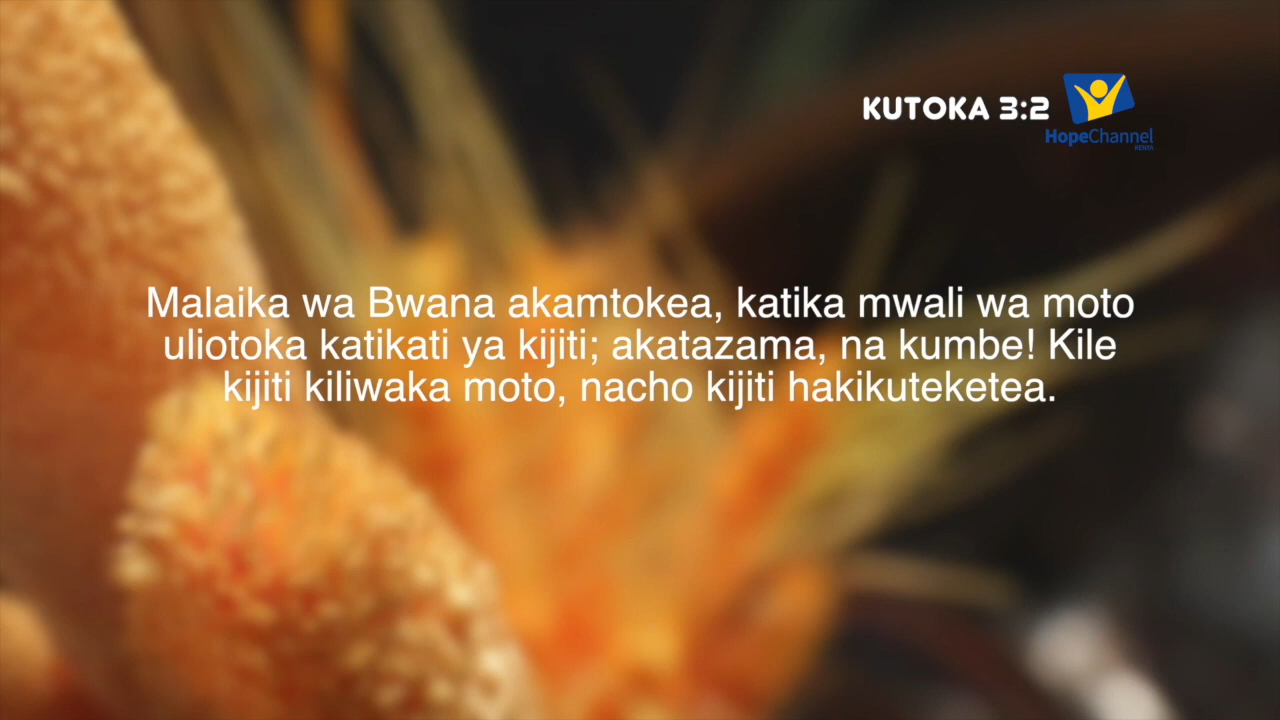 KUTOKA 3:2
HopeChannel
KENYA
Malaika wa Bwana akamtokea, katika mwali wa moto
uliotoka katikati ya kijiti; akatazama, na kumbe! Kile
kijiti kiliwaka moto, nacho kijiti hakikuteketea.